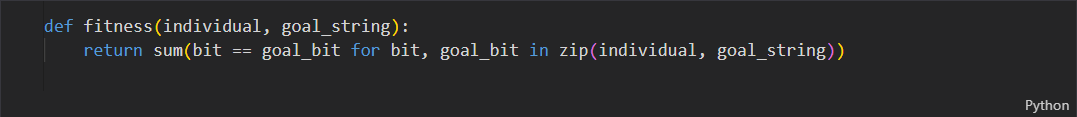 def fitness(individual, goal_string):
    return sum(bit == goal_bit for bit, goal_bit in zip(individual, goal_string))
Python